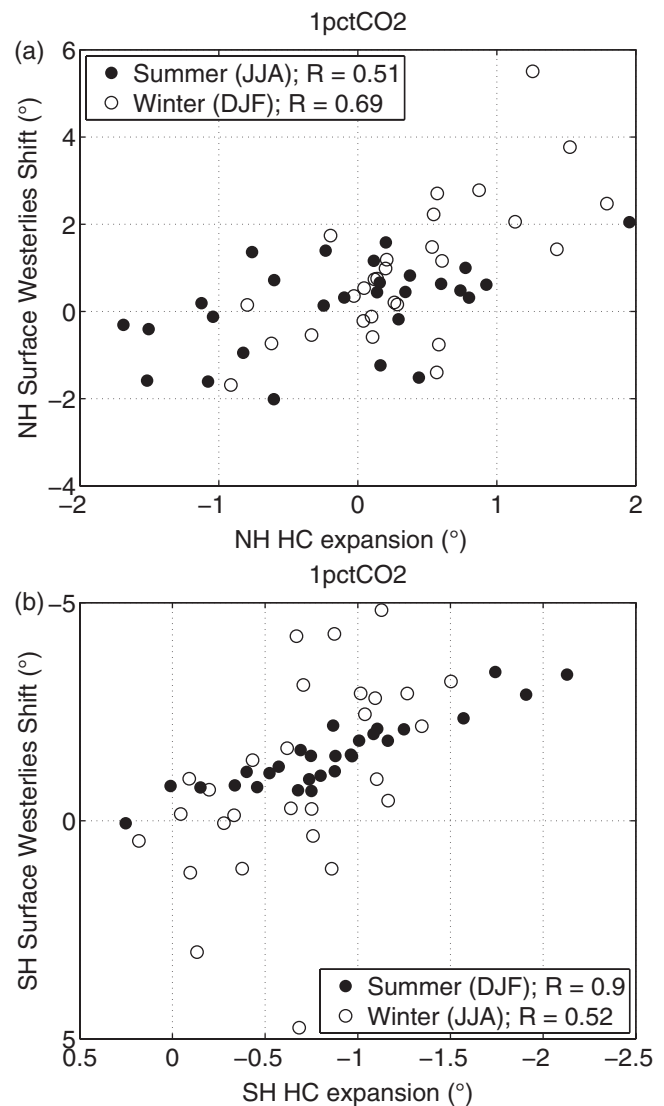 1pctCO2
(a)
Summer (JJA); R = 0.51
Winter (DJF); R = 0.69
6
4
2
0
−2
−4
NH Surface Westerlies Shift (°)
−2 −1 0 1 2
NH HC expansion (°)
1pctCO2
(b)
−5
0
5
SH Surface Westerlies Shift (°)
Summer (DJF); R = 0.9
Winter (JJA); R = 0.52
0.5 0 −0.5 −1 −1.5 −2 −2.5
SH HC expansion (°)